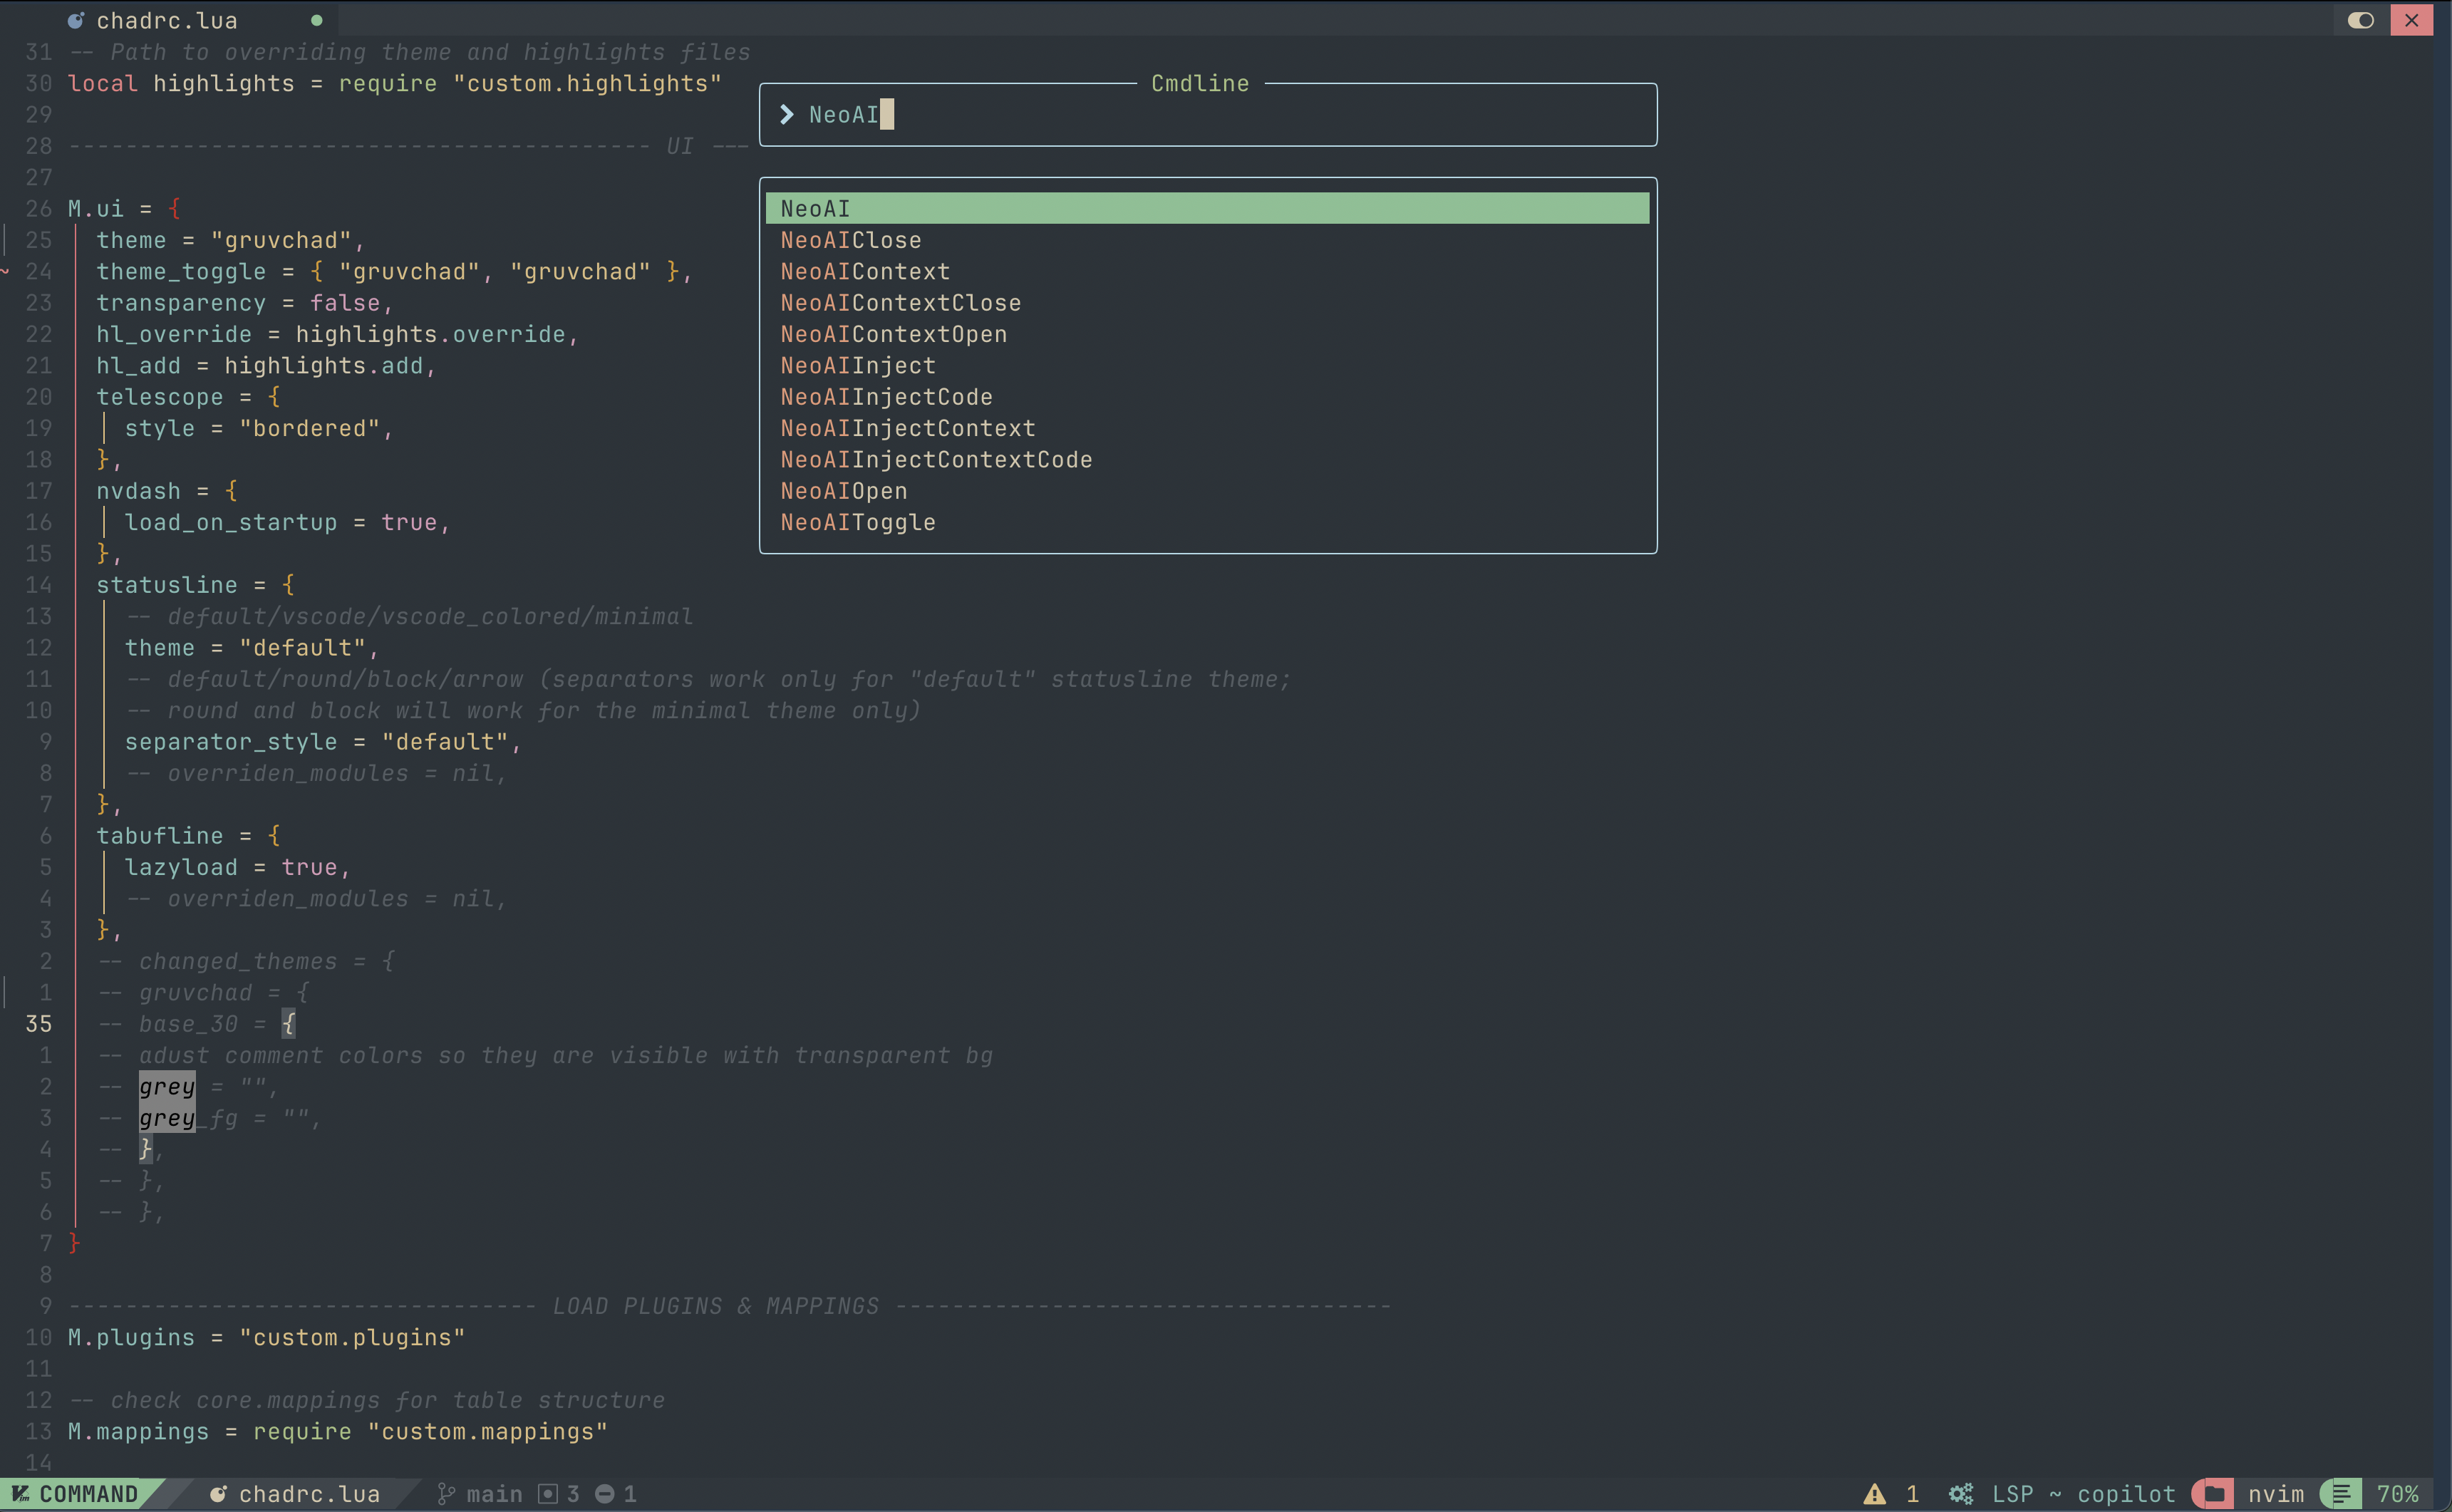 chadrc.lua
31 -- Path to overriding theme and highlights files
30 local highlights = require "custom.highlights"
Cmdline
29
NeoAI
28 ----------------------------------------- UI ---
27
26 M.ui = {
NeoAI
25 theme = "gruvchad",
NeoAIClose
~ 24 theme_toggle = { "gruvchad", "gruvchad" },
NeoAIContext
23 transparency = false,
NeoAIContextClose
22 hl_override = highlights.override,
NeoAIContextOpen
21 hl_add = highlights.add,
NeoAIInject
20 telescope = {
NeoAIInjectCode
19 style = "bordered",
NeoAIInjectContext
18 },
NeoAIInjectContextCode
17 nvdash = {
NeoAIOpen
16 load_on_startup = true,
NeoAIToggle
15 },
14 statusline = {
13 -- default/vscode/vscode_colored/minimal
12 theme = "default",
11 -- default/round/block/arrow (separators work only for "default" statusline theme;
10 -- round and block will work for the minimal theme only)
9 separator_style = "default",
8 -- overriden_modules = nil,
7 },
6 tabufline = {
5 lazyload = true,
4 -- overriden_modules = nil,
3 },
2 -- changed_themes = {
1 -- gruvchad = {
35 -- base_30 = {
1 -- adust comment colors so they are visible with transparent bg
2 -- grey = "",
3 -- grey_fg = "",
4 -- },
5 -- },
6 -- },
7 }
8
9 --------------------------------- LOAD PLUGINS & MAPPINGS -----------------------------------
10 M.plugins = "custom.plugins"
11
12 -- check core.mappings for table structure
13 M.mappings = require "custom.mappings"
14
COMMAND chadrc.lua main 3 1 1 LSP ~ copilot nvim 70%